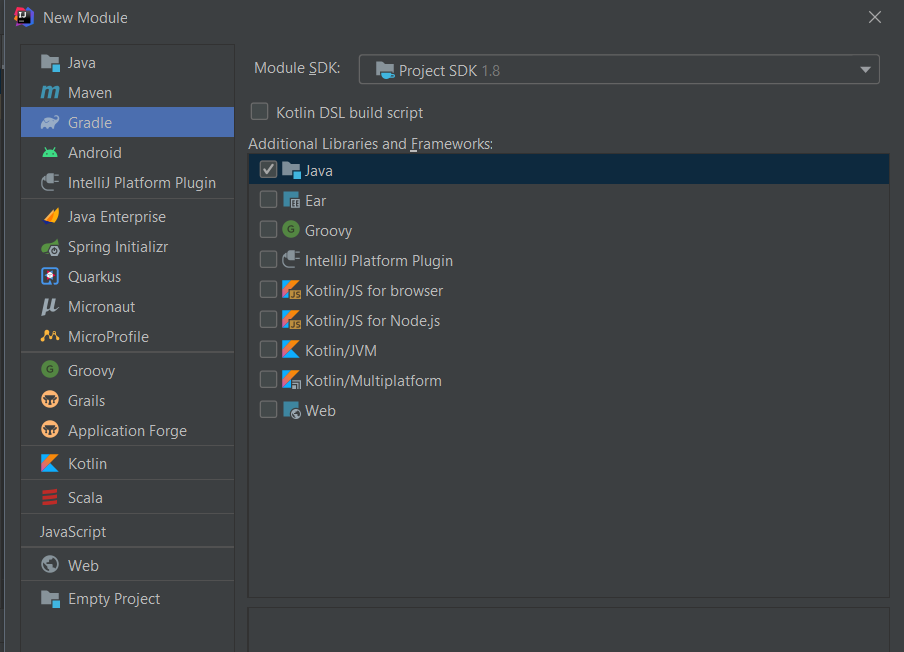 New Module
Java
Maven
Gradle
Android
IntelliJ Platform Plugin
Java Enterprise
Spring Initializr
Quarkus
Micronaut
MicroProfile
Groovy
Grails
Application Forge
Kotlin
Scala
JavaScript
Web
Empty Project
Module SDK: Project SDK 1.8
Kotlin DSL build script
Additional Libraries and Frameworks:
Java
Ear
Groovy
IntelliJ Platform Plugin
Kotlin/JS for browser
Kotlin/JS for Node.js
Kotlin/JVM
Kotlin/Multiplatform
Web